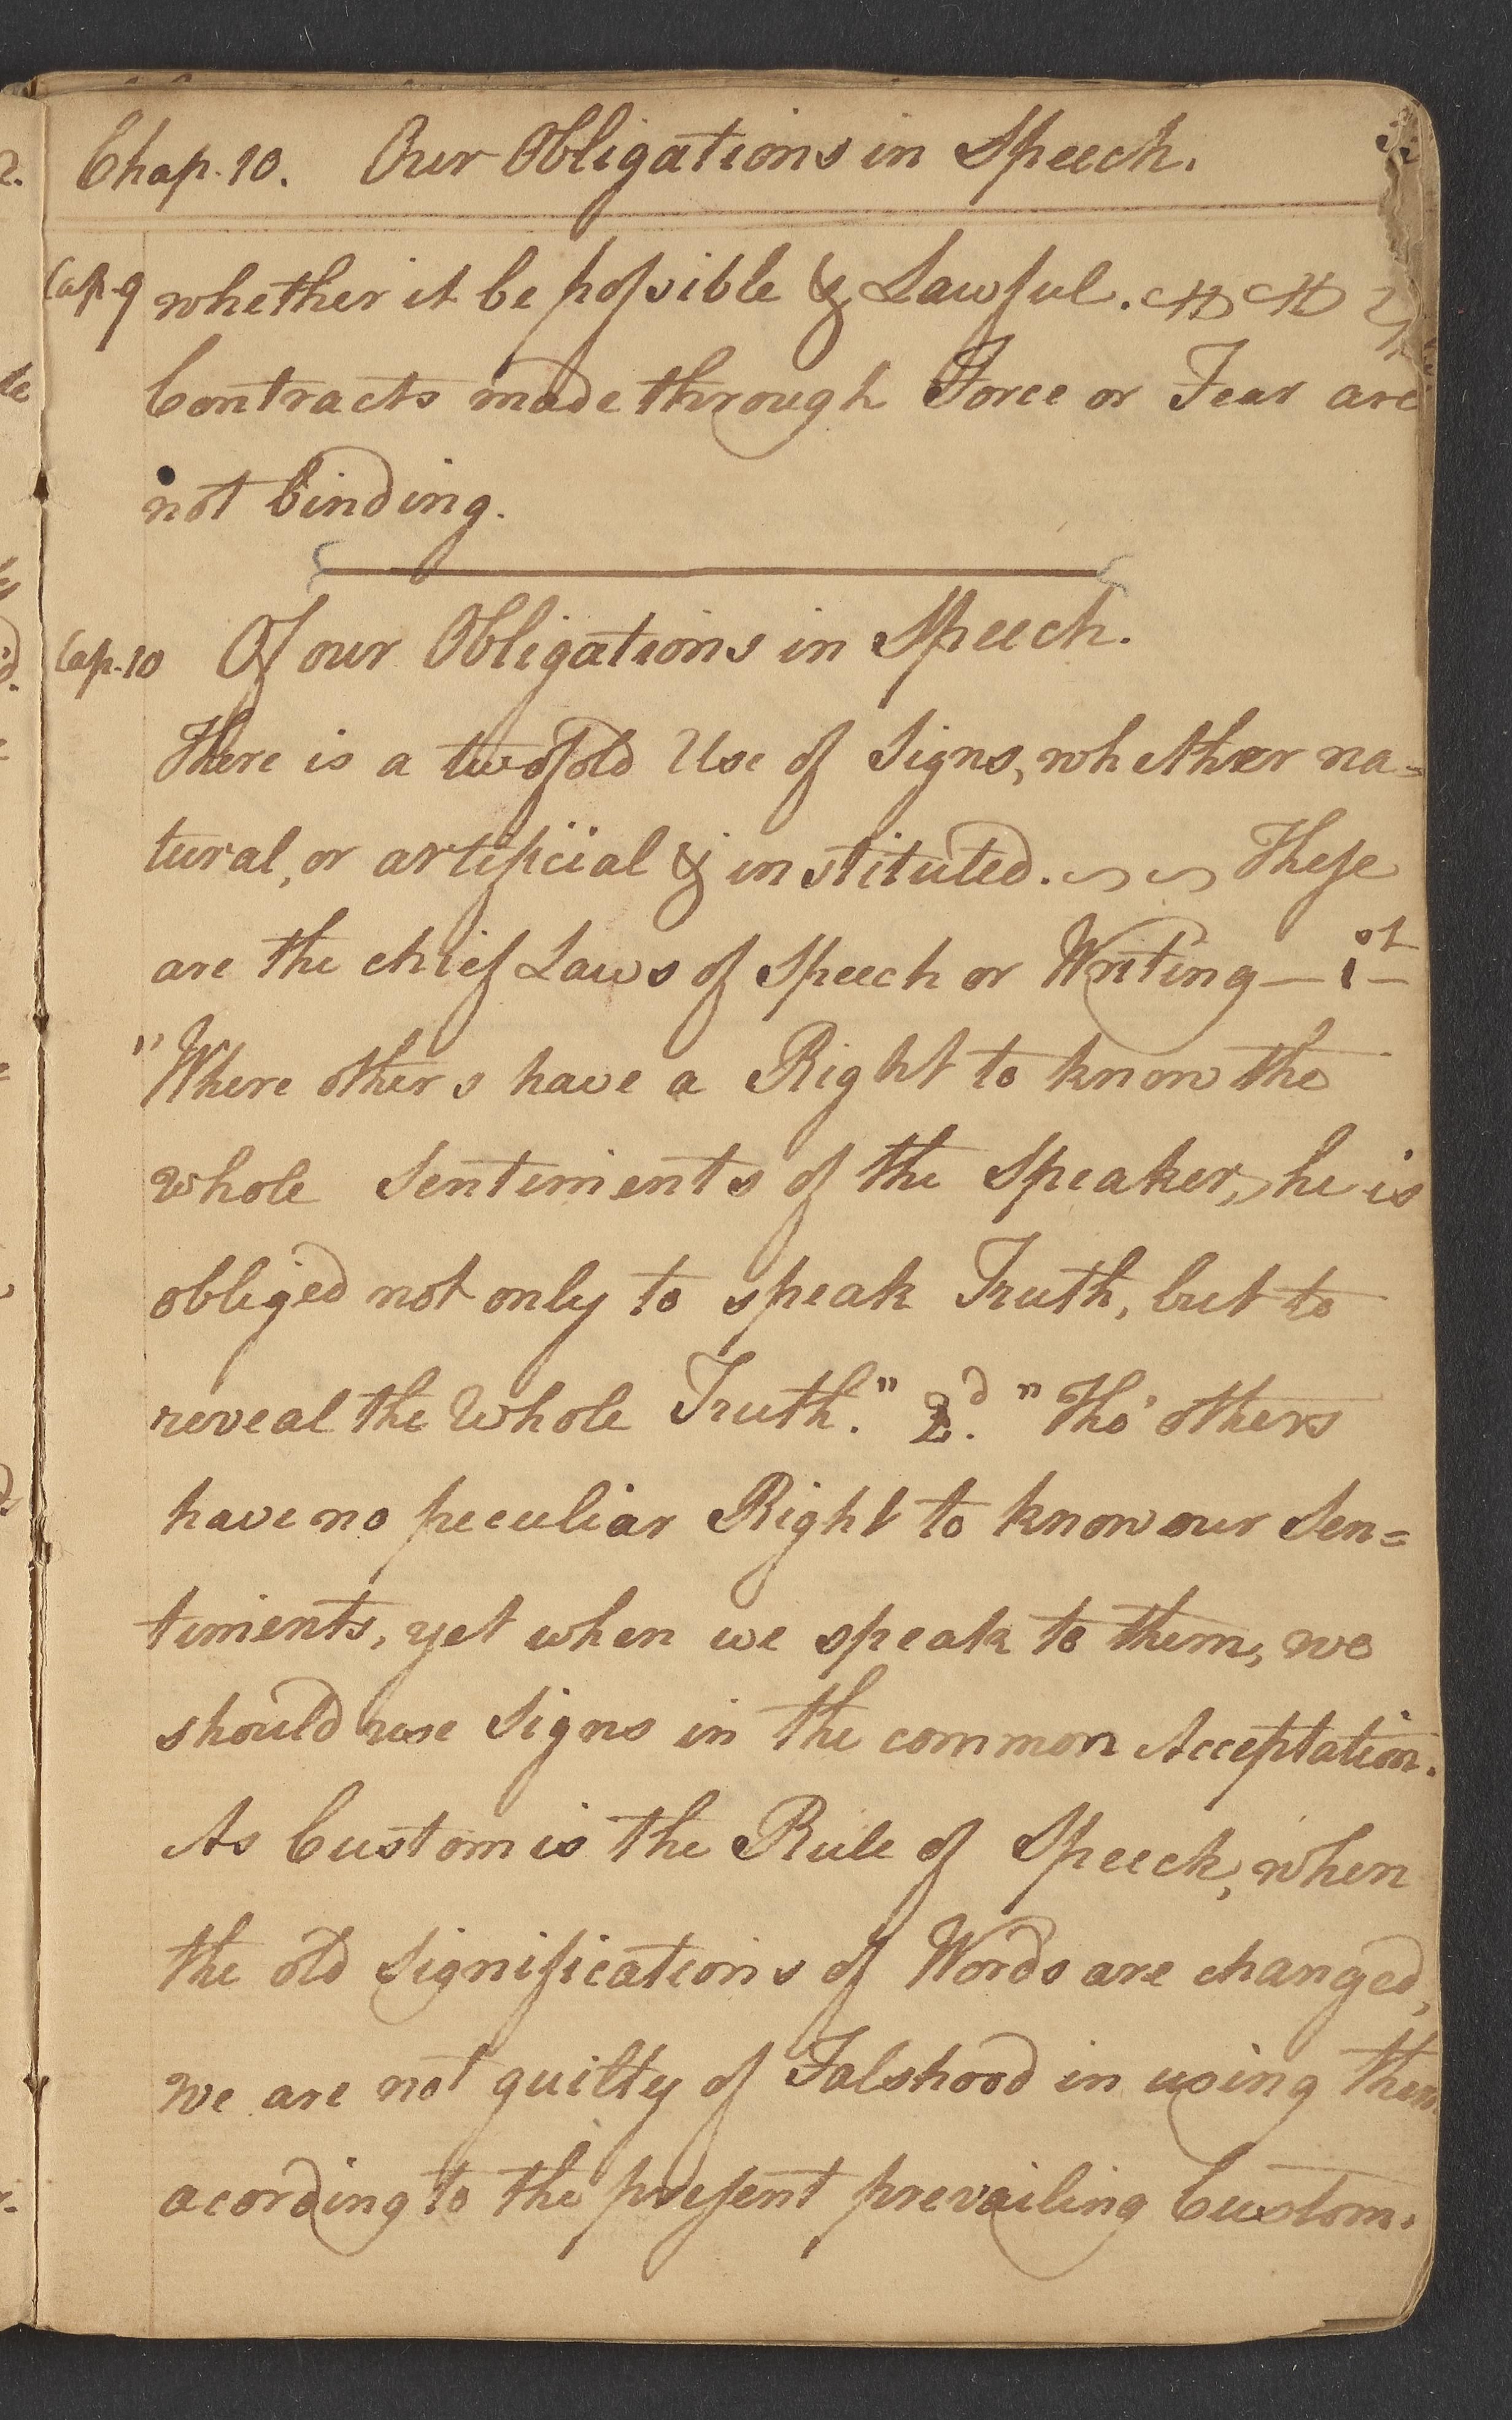 Chap. 10. Our Obligations in Speech.
Cap. 9 whether it be poſsible & Lawful.
Contracts made through Force or Fear are
not binding.
Cap. 10 Of our Obligations in Speech.
There is a twofold Use of Signs, whether na=
tural, or artificial & instituted. Theſe
are the chief Laws of Speech or Writing — 1st —
"Where others have a Right to know the
whole Sentiments of the Speaker, he is
obliged not only to speak Truth, but to
reveal the Whole Truth." 2d. "Tho' others
have no peculiar Right to know our Sen=
timents, yet when we speak to them, we
should use Signs in the common Acceptation.
As Custom is the Rule of Speech, when
the old Significations of Words are changed,
we are not guilty of Falshood in using them
acording to the preſent prevailing Custom.